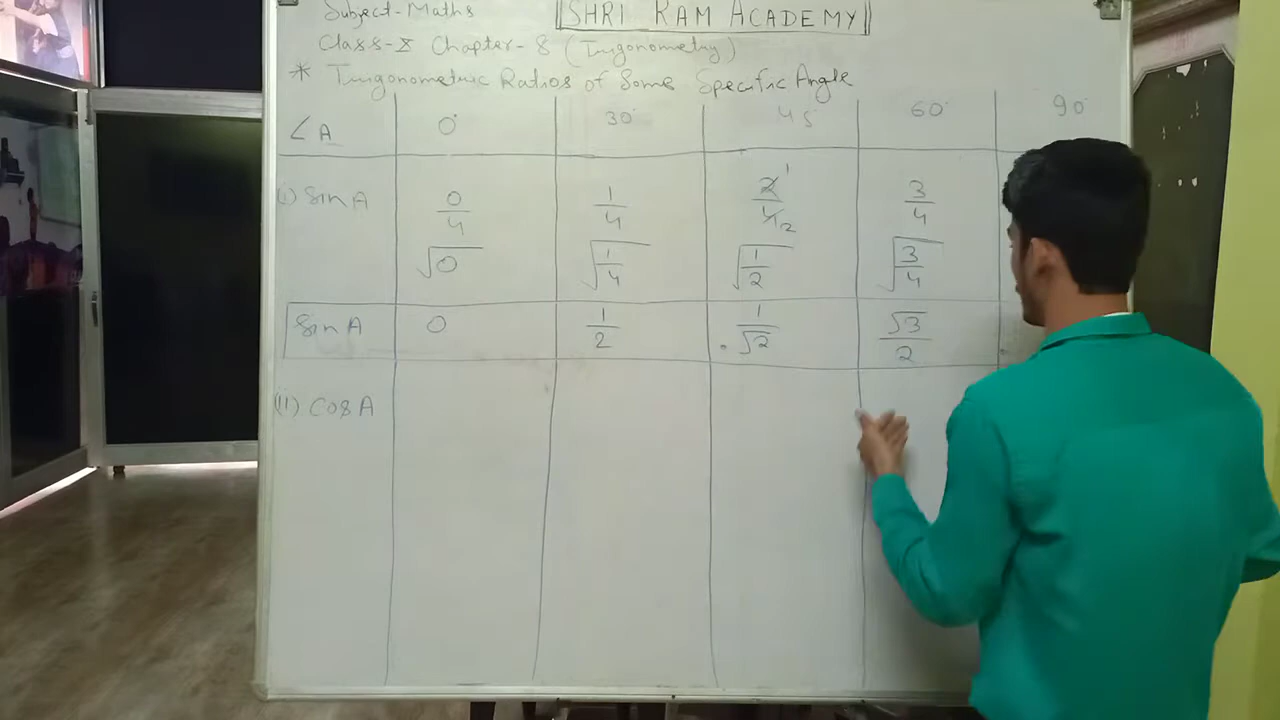 Subject-Maths ||SHRI RAM ACADEMY||
Class-X Chapter-8 (Trigonometry)
* Trigonometric Ratios of Some Specific Angle
∠A 0° 30° 45° 60° 90°
(i) Sin A 0/4 1/4 2/4 1 2 3/4
√0 √1/4 √1/2 √3/4
Sin A 0 1/2 1/√2 √3/2
(ii) Cos A